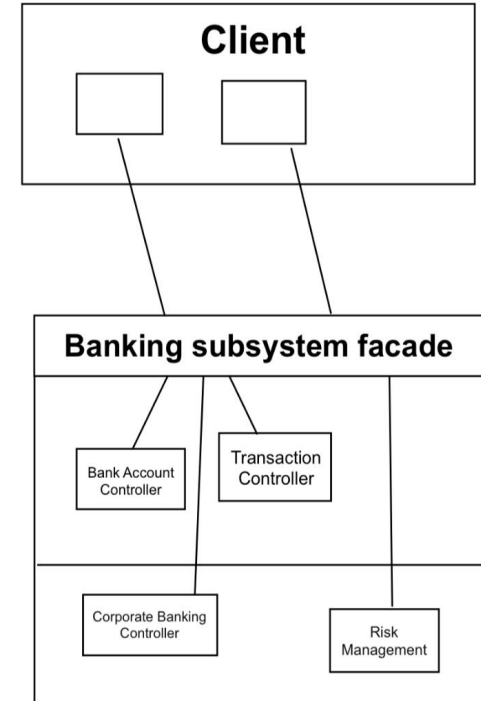 Client
Banking subsystem facade
Bank Account
Controller
Transaction
Controller
Corporate Banking
Controller
Risk
Management